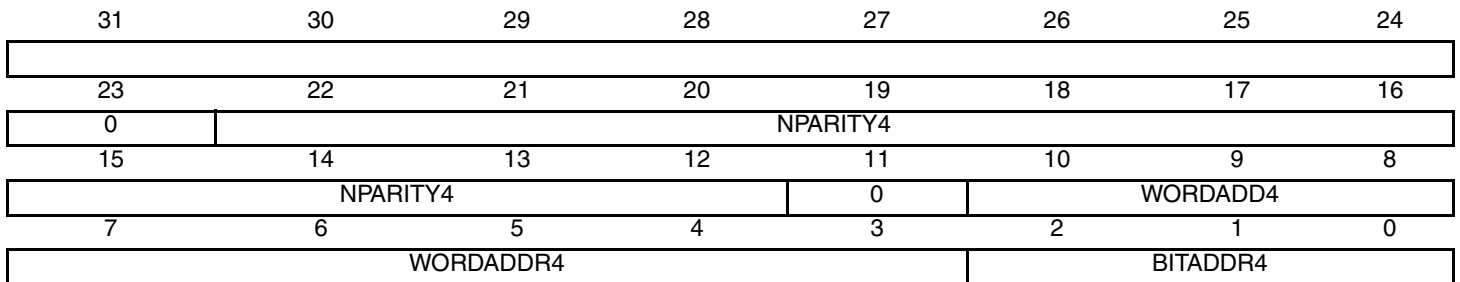 31 30 29 28 27 26 25 24
23 22 21 20 19 18 17 16
0 NPARITY4
15 14 13 12 11 10 9 8
NPARITY4 0 WORDADD4
7 6 5 4 3 2 1 0
WORDADDR4 BITADDR4